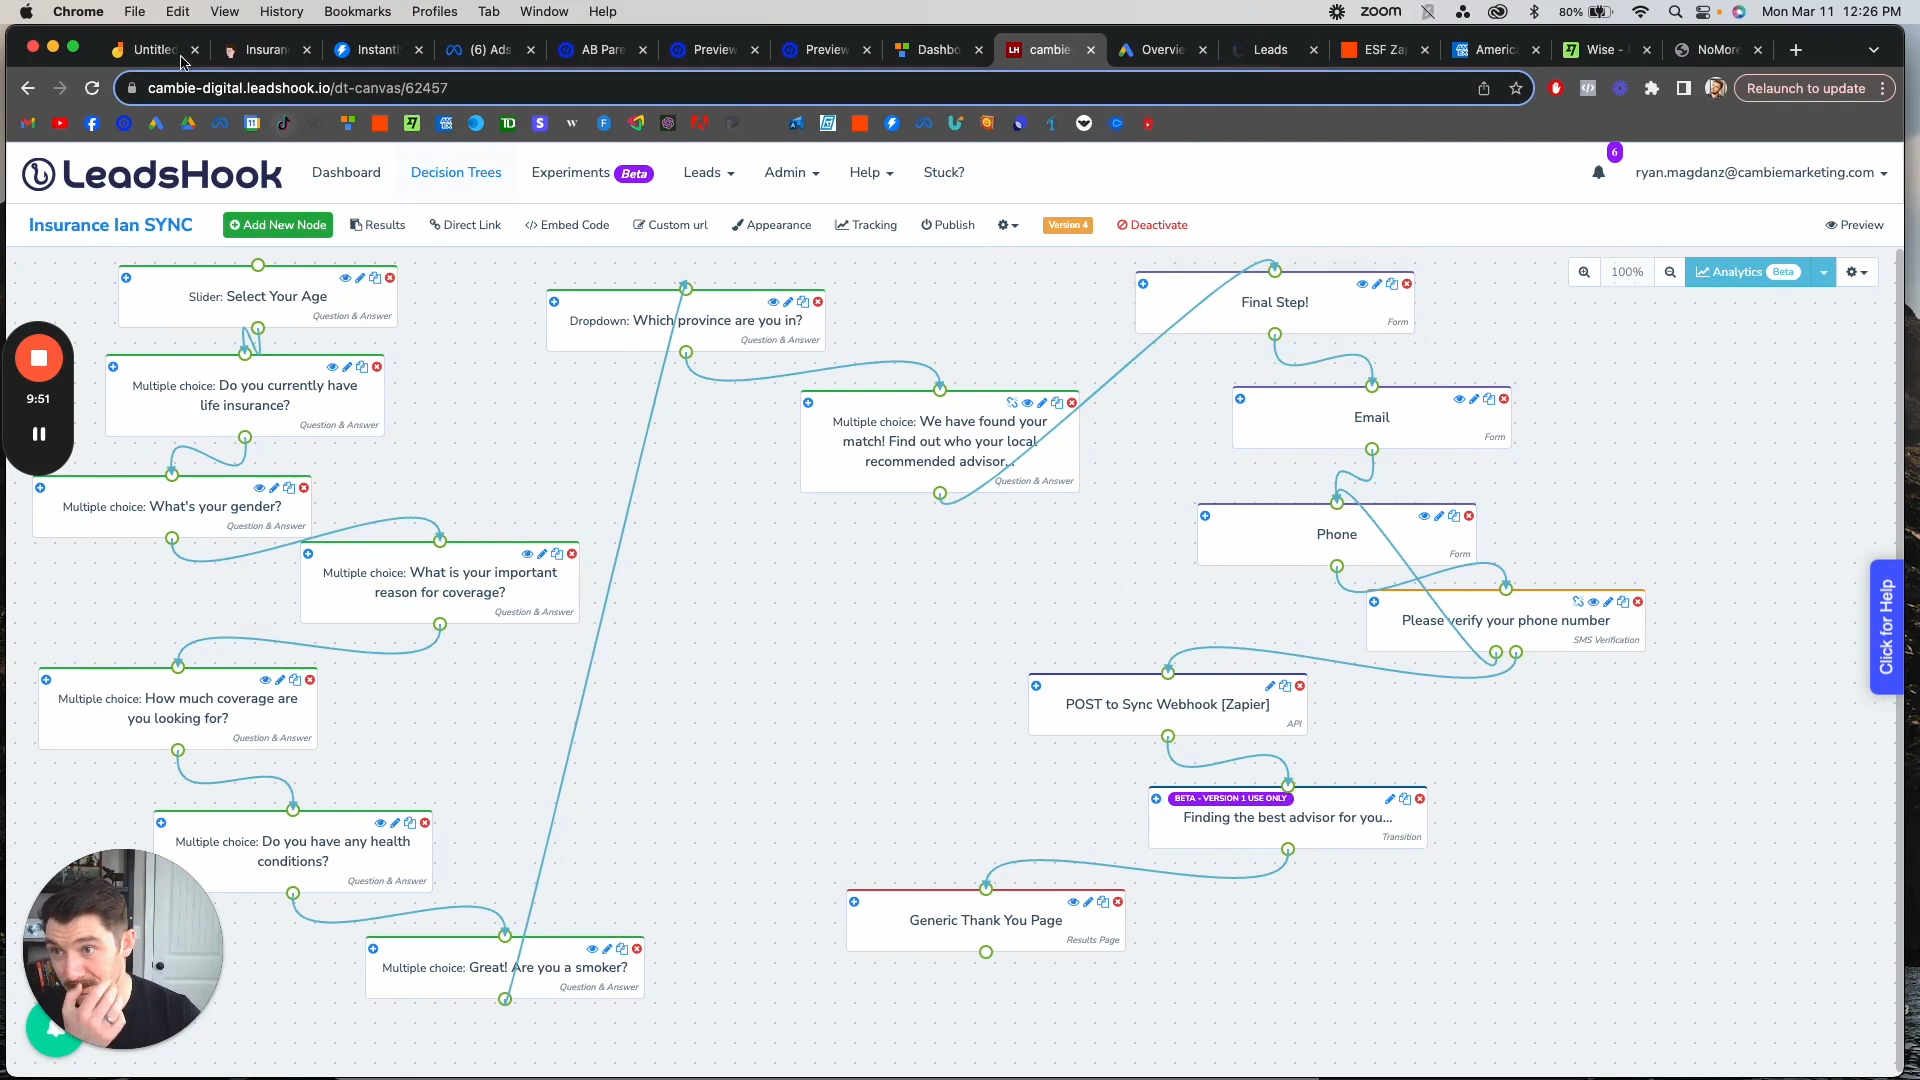 Chrome File Edit View History Bookmarks Profiles Tab Window Help zoom 80% Mon Mar 11 12:26 PM
Untitled Insuran Instantl (6) Ads AB Pare Preview Preview Dashbo cambie- Overvie Leads ESF Za America Wise - NoMore
cambie-digital.leadshook.io/dt-canvas/62457 Relaunch to update
LeadsHook Dashboard Decision Trees Experiments Beta Leads Admin Help Stuck? 6 ryan.magdanz@cambiemarketing.com
Insurance Ian SYNC Add New Node Results Direct Link </> Embed Code Custom url Appearance Tracking Publish Version 4 Deactivate Preview
100% Analytics Beta
Slider: Select Your Age
Question & Answer
Multiple choice: Do you currently have
life insurance?
Question & Answer
Multiple choice: What's your gender?
Question & Answer
Multiple choice: What is your important
reason for coverage?
Question & Answer
Multiple choice: How much coverage are
you looking for?
Question & Answer
Multiple choice: Do you have any health
conditions?
Question & Answer
Multiple choice: Great! Are you a smoker?
Question & Answer
Dropdown: Which province are you in?
Question & Answer
Multiple choice: We have found your
match! Find out who your local
recommended advisor...
Question & Answer
Final Step!
Form
Email
Form
Phone
Form
Please verify your phone number
SMS Verification
POST to Sync Webhook [Zapier]
API
BETA - VERSION 1 USE ONLY
Finding the best advisor for you...
Transition
Generic Thank You Page
Results Page
9:51
Click for Help